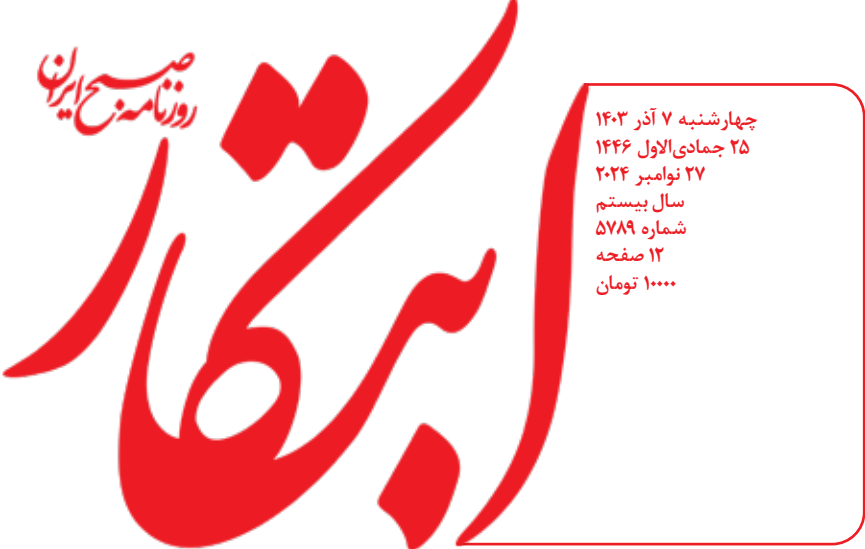 ابتکار
روزنامه صبح ایران
چهارشنبه ۷ آذر ۱۴۰۳
۲۵ جمادی‌الاول ۱۴۴۶
۲۷ نوامبر ۲۰۲۴
سال بیستم
شماره ۵۷۸۹
۱۲ صفحه
۱۰۰۰۰ تومان